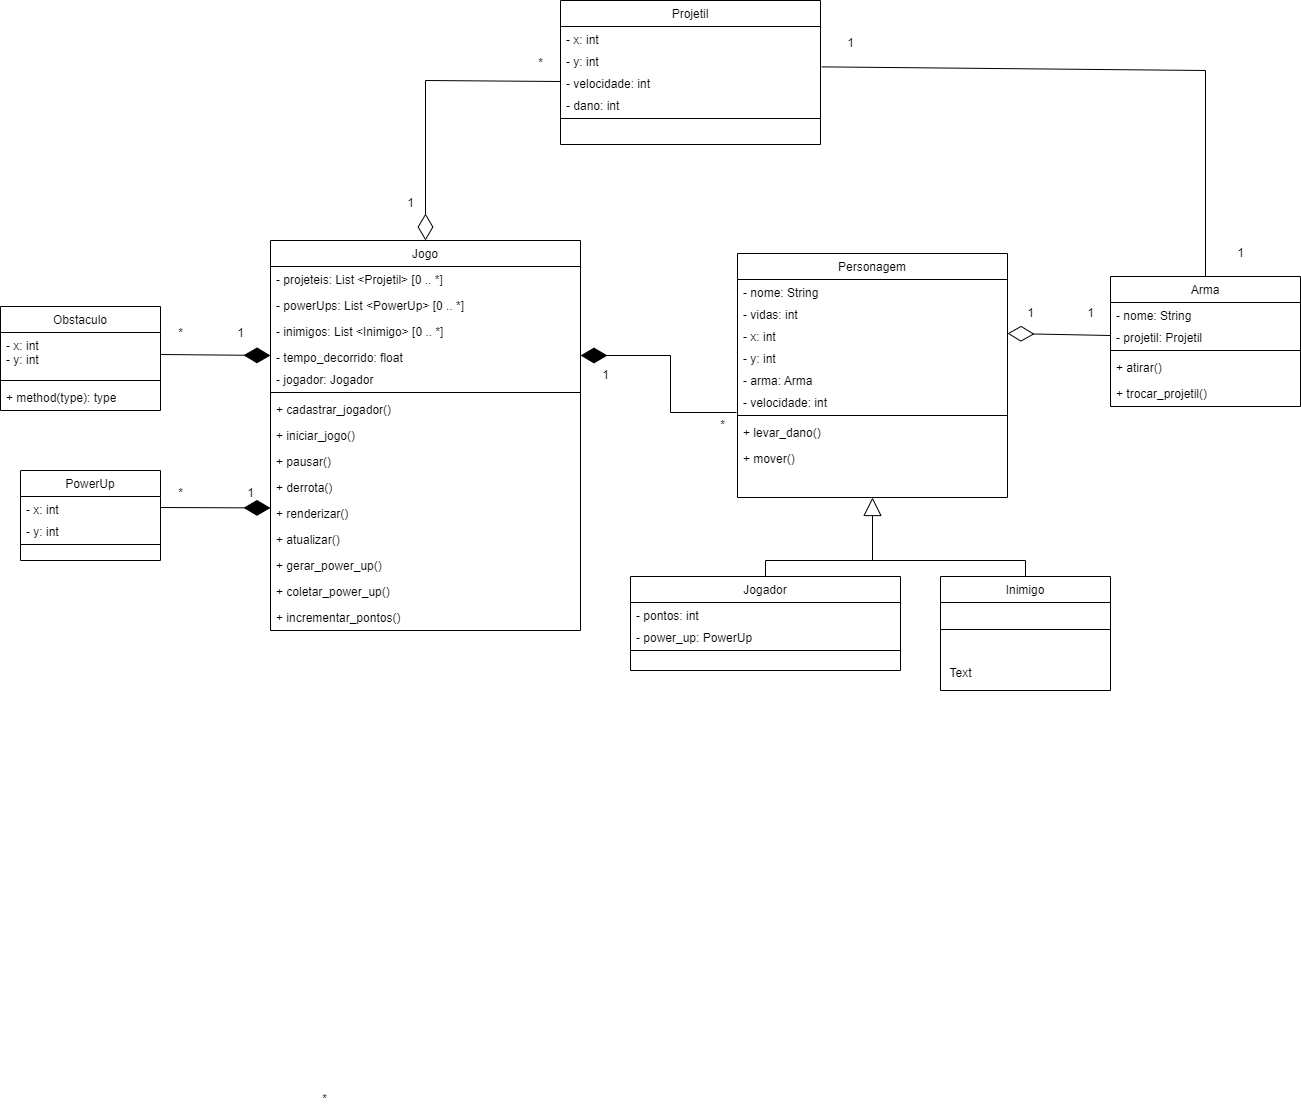 Projetil
- x: int
- y: int
- velocidade: int
- dano: int
*
1
1
1
Jogo
- projeteis: List <Projetil> [0 .. *]
- powerUps: List <PowerUp> [0 .. *]
- inimigos: List <Inimigo> [0 .. *]
- tempo_decorrido: float
- jogador: Jogador
+ cadastrar_jogador()
+ iniciar_jogo()
+ pausar()
+ derrota()
+ renderizar()
+ atualizar()
+ gerar_power_up()
+ coletar_power_up()
+ incrementar_pontos()
Obstaculo
- x: int
- y: int
+ method(type): type
*
1
PowerUp
- x: int
- y: int
*
1
1
*
Personagem
- nome: String
- vidas: int
- x: int
- y: int
- arma: Arma
- velocidade: int
+ levar_dano()
+ mover()
1
1
Arma
- nome: String
- projetil: Projetil
+ atirar()
+ trocar_projetil()
Jogador
- pontos: int
- power_up: PowerUp
Inimigo
Text
*